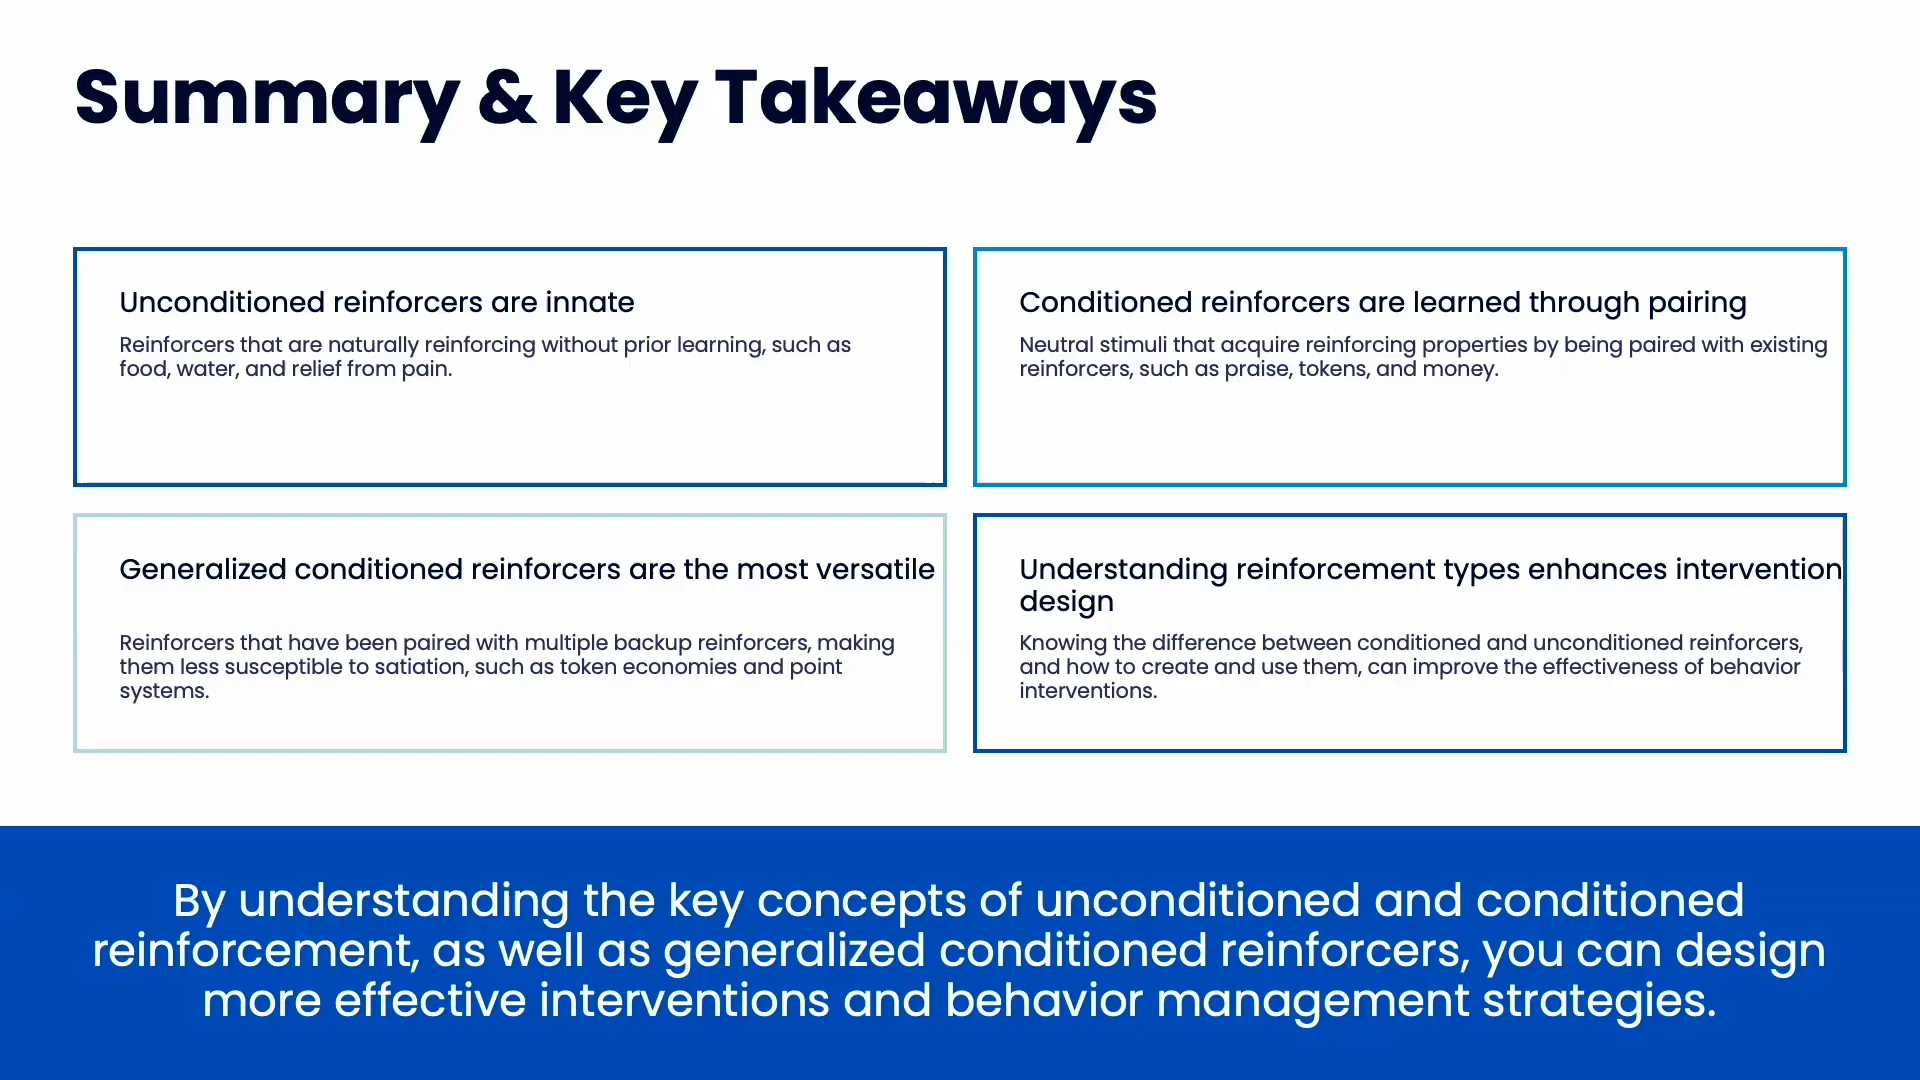 Summary & Key Takeaways
Unconditioned reinforcers are innate
Reinforcers that are naturally reinforcing without prior learning, such as
food, water, and relief from pain.
Conditioned reinforcers are learned through pairing
Neutral stimuli that acquire reinforcing properties by being paired with existing
reinforcers, such as praise, tokens, and money.
Generalized conditioned reinforcers are the most versatile
Reinforcers that have been paired with multiple backup reinforcers, making
them less susceptible to satiation, such as token economies and point
systems.
Understanding reinforcement types enhances intervention
design
Knowing the difference between conditioned and unconditioned reinforcers,
and how to create and use them, can improve the effectiveness of behavior
interventions.
By understanding the key concepts of unconditioned and conditioned
reinforcement, as well as generalized conditioned reinforcers, you can design
more effective interventions and behavior management strategies.